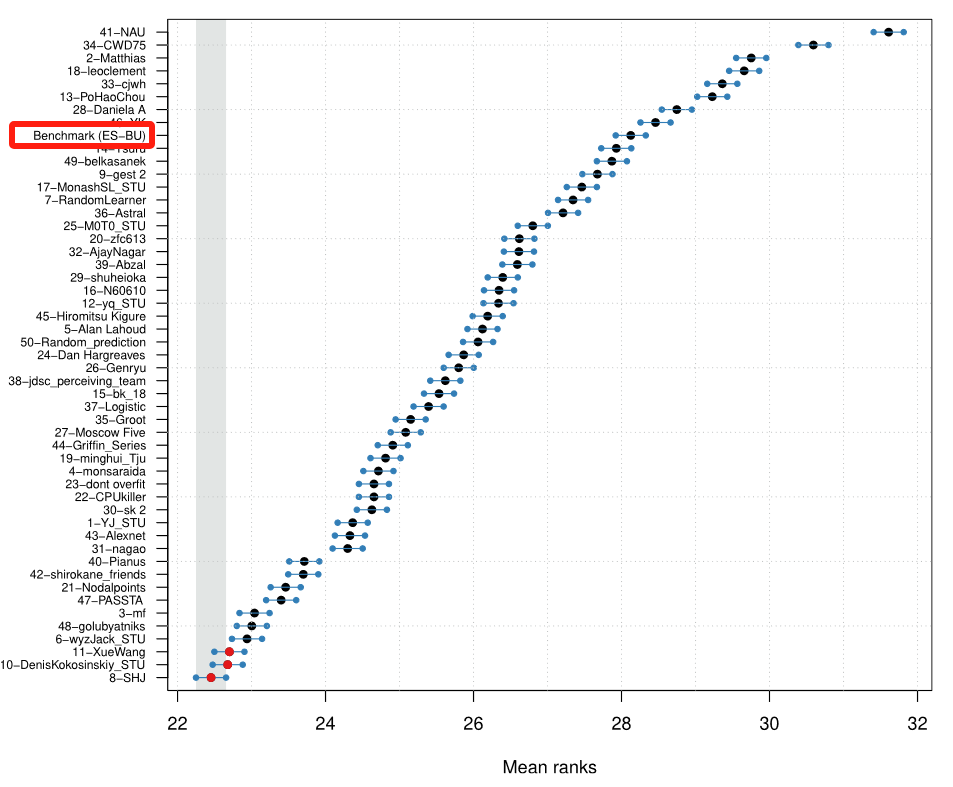 41−NAU
34−CWD75
2−Matthias
18−leoclement
33−cjwh
13−PoHaoChou
28−Daniela A
46−YK
Benchmark (ES−BU)
14−Tsuru
49−belkasanek
9−gest 2
17−MonashSL_STU
7−RandomLearner
36−Astral
25−M0T0_STU
20−zfc613
32−AjayNagar
39−Abzal
29−shuheioka
16−N60610
12−yq_STU
45−Hiromitsu Kigure
5−Alan Lahoud
50−Random_prediction
24−Dan Hargreaves
26−Genryu
38−jdsc_perceiving_team
15−bk_18
37−Logistic
35−Groot
27−Moscow Five
44−Griffin_Series
19−minghui_Tju
4−monsaraida
23−dont overfit
22−CPUkiller
30−sk 2
1−YJ_STU
43−Alexnet
31−nagao
40−Pianus
42−shirokane_friends
21−Nodalpoints
47−PASSTA
3−mf
48−golubyatniks
6−wyzJack_STU
11−XueWang
10−DenisKokosinskiy_STU
8−SHJ
22 24 26 28 30 32
Mean ranks